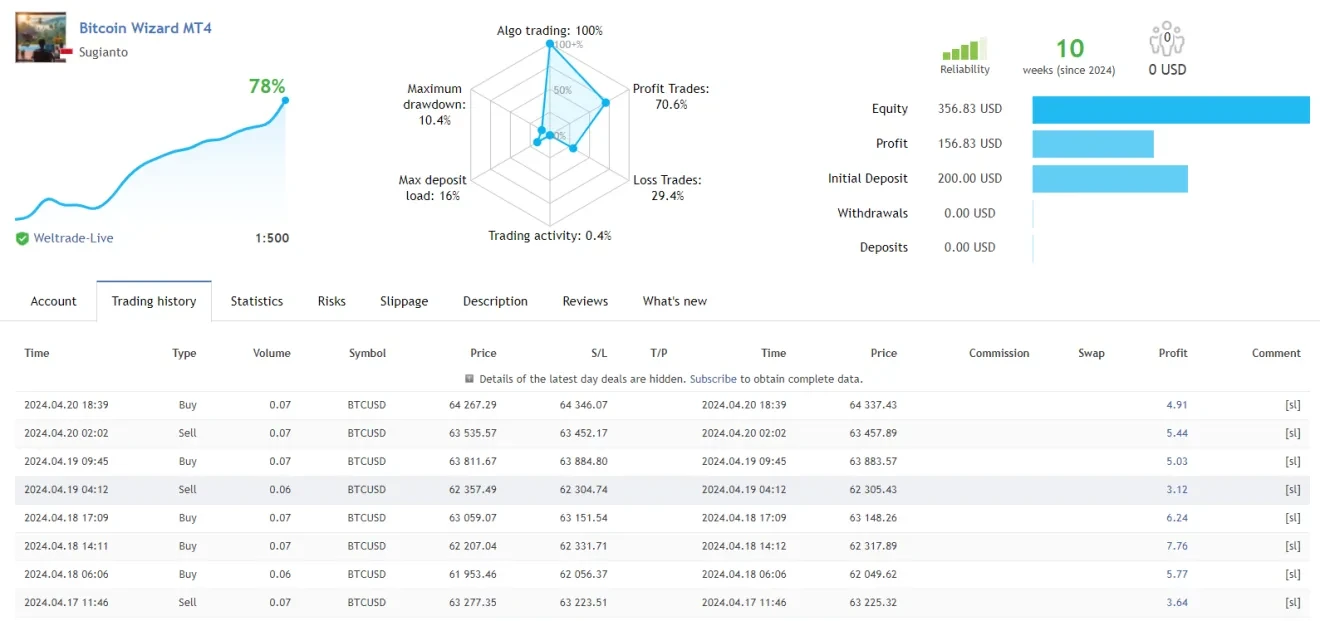 Bitcoin Wizard MT4
Sugianto
78%
Weltrade-Live 1:500
Algo trading: 100%
100+%
Profit Trades:
70.6%
50%
0%
Loss Trades:
29.4%
Trading activity: 0.4%
Max deposit
load: 16%
Maximum
drawdown:
10.4%
Reliability
10
weeks (since 2024)
0
0 USD
Equity 356.83 USD
Profit 156.83 USD
Initial Deposit 200.00 USD
Withdrawals 0.00 USD
Deposits 0.00 USD
Account Trading history Statistics Risks Slippage Description Reviews What's new
Time Type Volume Symbol Price S/L T/P Time Price Commission Swap Profit Comment
Details of the latest day deals are hidden. Subscribe to obtain complete data.
2024.04.20 18:39 Buy 0.07 BTCUSD 64 267.29 64 346.07 2024.04.20 18:39 64 337.43 4.91 [sl]
2024.04.20 02:02 Sell 0.07 BTCUSD 63 535.57 63 452.17 2024.04.20 02:02 63 457.89 5.44 [sl]
2024.04.19 09:45 Buy 0.07 BTCUSD 63 811.67 63 884.80 2024.04.19 09:45 63 883.57 5.03 [sl]
2024.04.19 04:12 Sell 0.06 BTCUSD 62 357.49 62 304.74 2024.04.19 04:12 62 305.43 3.12 [sl]
2024.04.18 17:09 Buy 0.07 BTCUSD 63 059.07 63 151.54 2024.04.18 17:09 63 148.26 6.24 [sl]
2024.04.18 14:11 Buy 0.07 BTCUSD 62 207.04 62 331.71 2024.04.18 14:12 62 317.89 7.76 [sl]
2024.04.18 06:06 Buy 0.06 BTCUSD 61 953.46 62 056.37 2024.04.18 06:06 62 049.62 5.77 [sl]
2024.04.17 11:46 Sell 0.07 BTCUSD 63 277.35 63 223.51 2024.04.17 11:46 63 225.32 3.64 [sl]